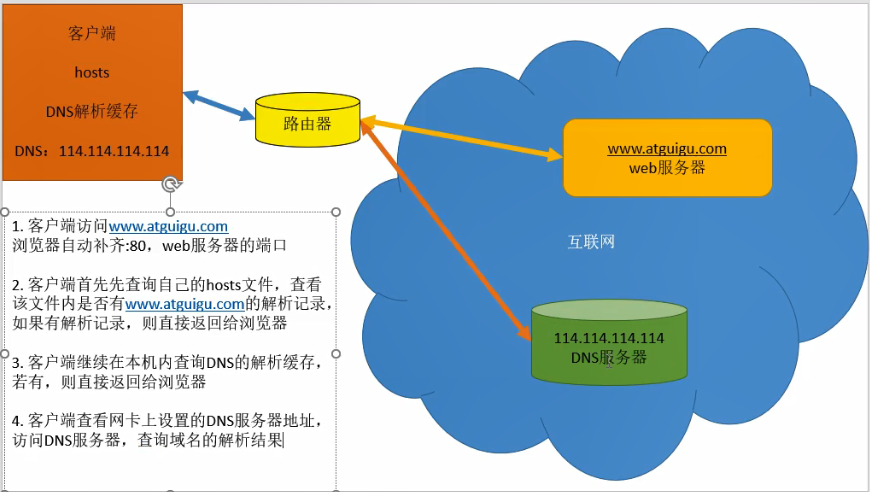 客户端
hosts
DNS解析缓存
DNS：114.114.114.114
路由器
www.atguigu.com
web服务器
互联网
114.114.114.114
DNS服务器
1. 客户端访问www.atguigu.com
浏览器自动补齐:80，web服务器的端口
2. 客户端首先先查询自己的hosts文件，查看
该文件内是否有www.atguigu.com的解析记录，
如果有解析记录，则直接返回给浏览器
3. 客户端继续在本机内查询DNS的解析缓存，
若有，则直接返回给浏览器
4. 客户端查看网卡上设置的DNS服务器地址，
访问DNS服务器，查询域名的解析结果